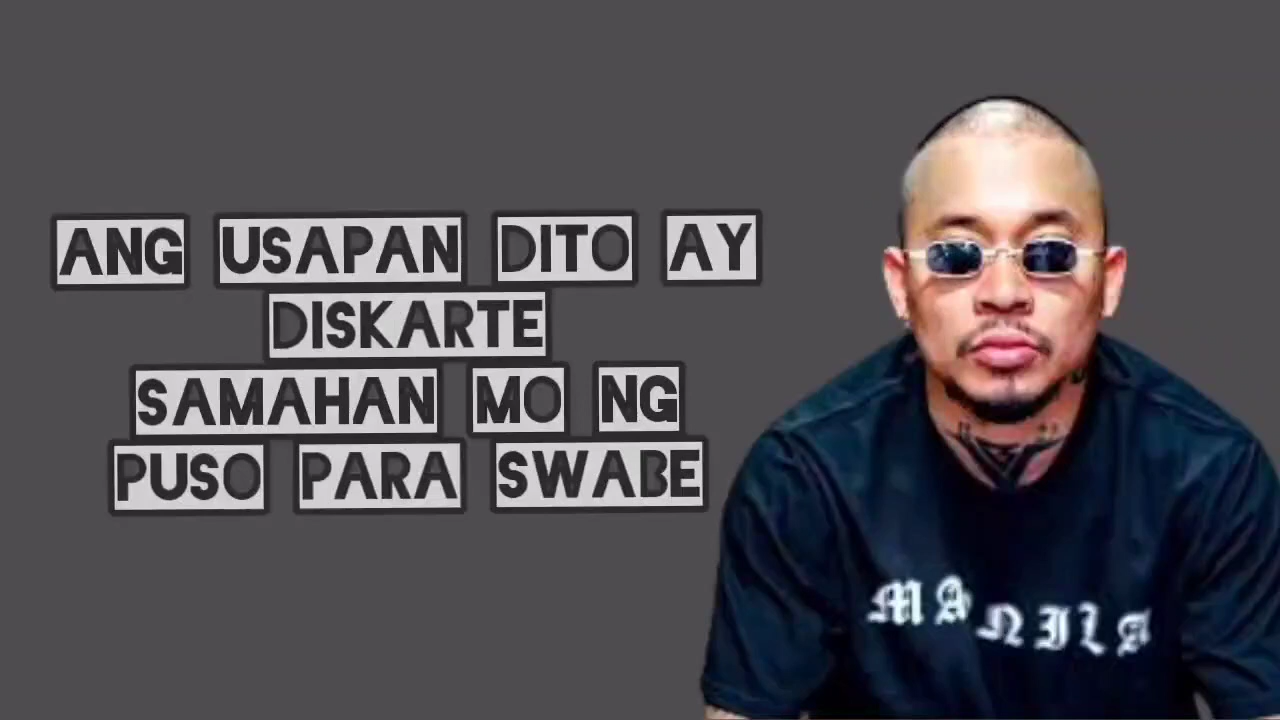 ANG USAPAN DITO AY
DISKARTE
SAMAHAN MO NG
PUSO PARA SWABE
MANILA